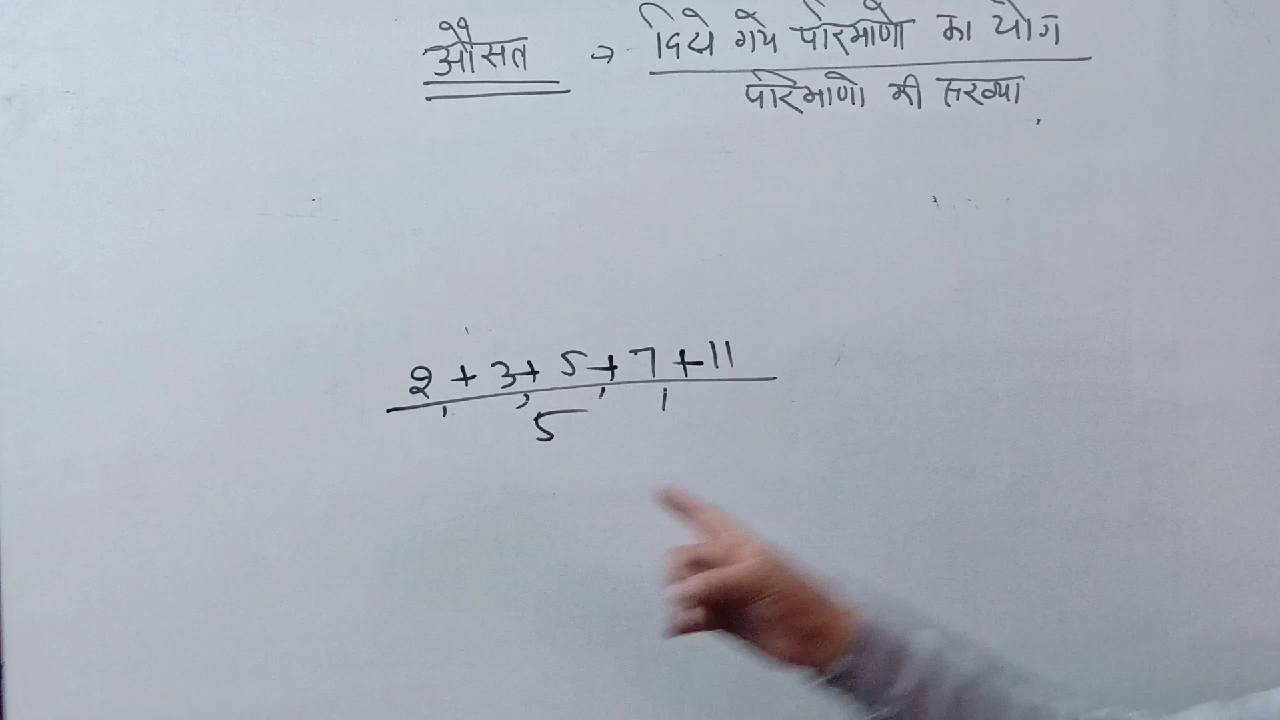 औसत → दिये गये परिमाणो का योग
परिमाणो की संख्या
2 + 3 + 5 + 7 + 11
5